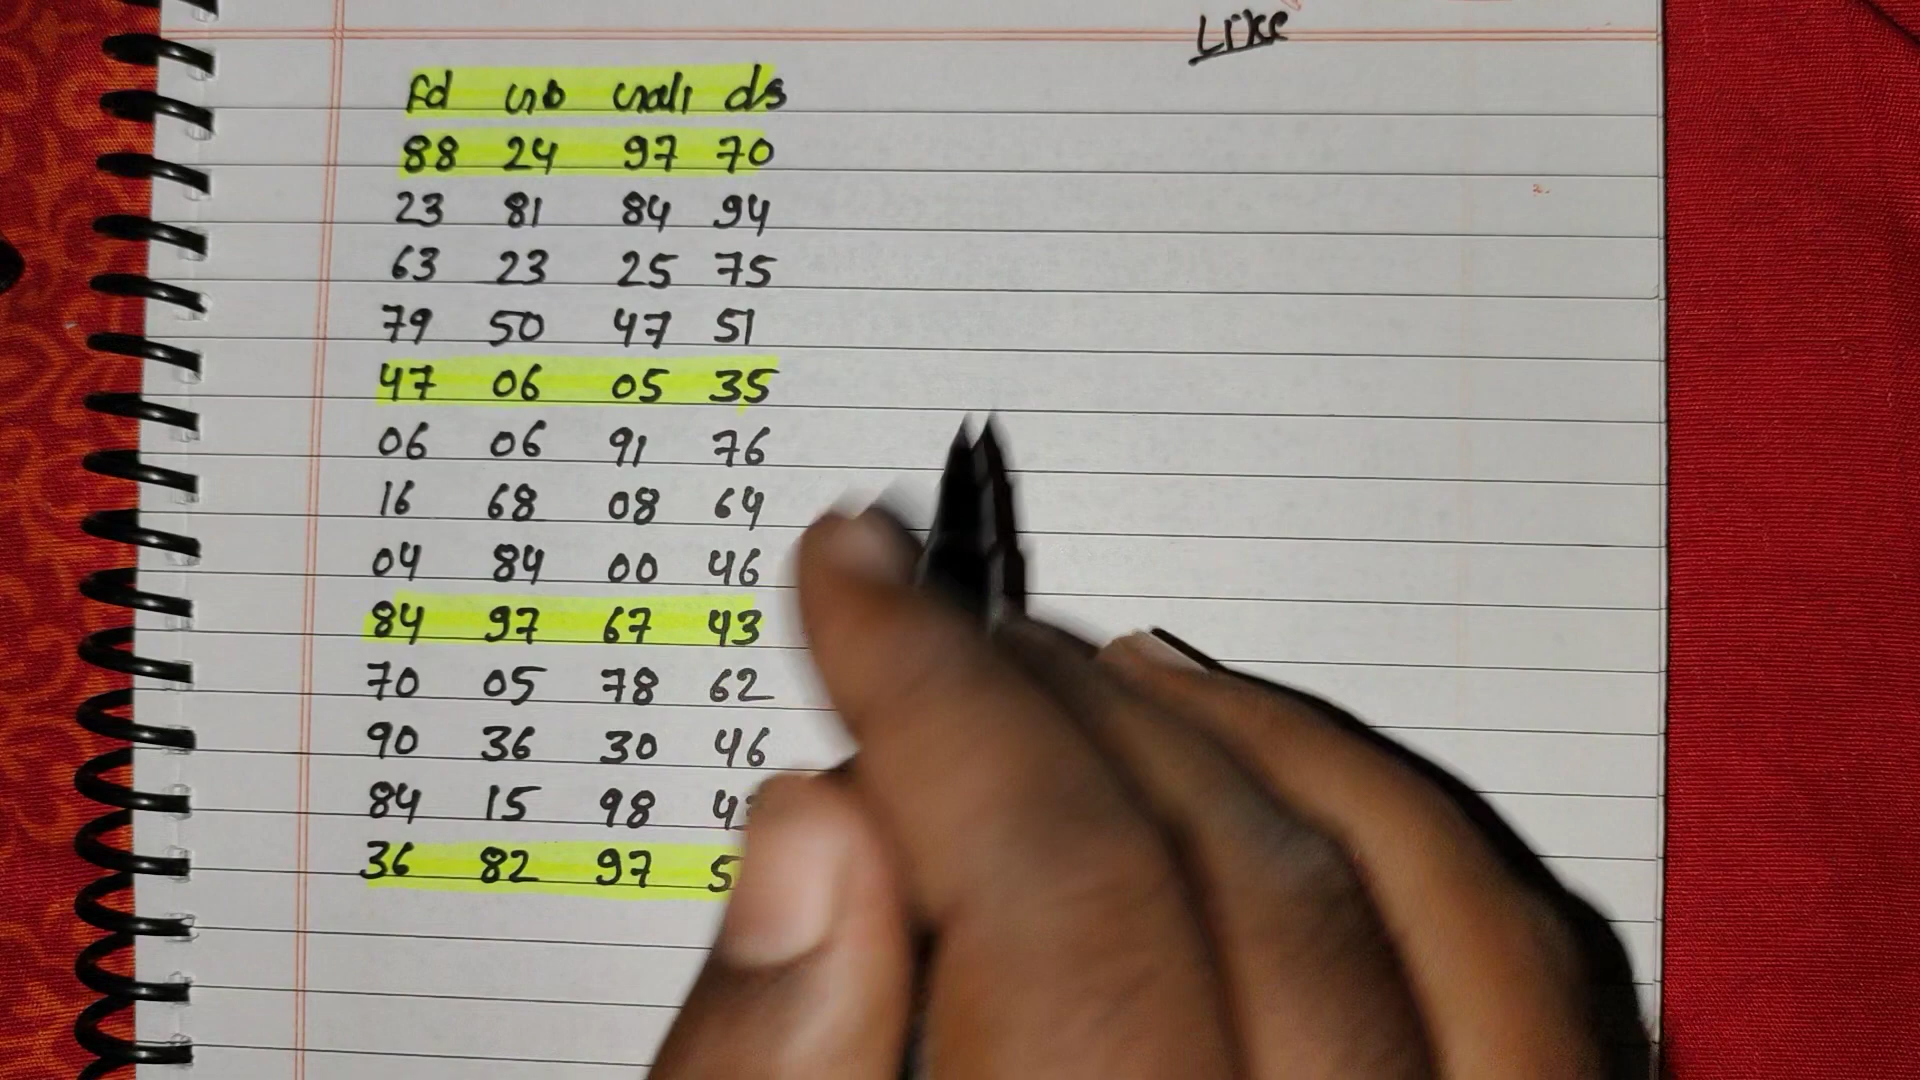 Like
Fd GB Gali ds
88 24 97 70
23 81 84 94
63 23 25 75
79 50 47 51
47 06 05 35
06 06 91 76
16 68 08 64
04 84 00 46
84 97 67 43
70 05 78 62
90 36 30 46
84 15 98
36 82 97